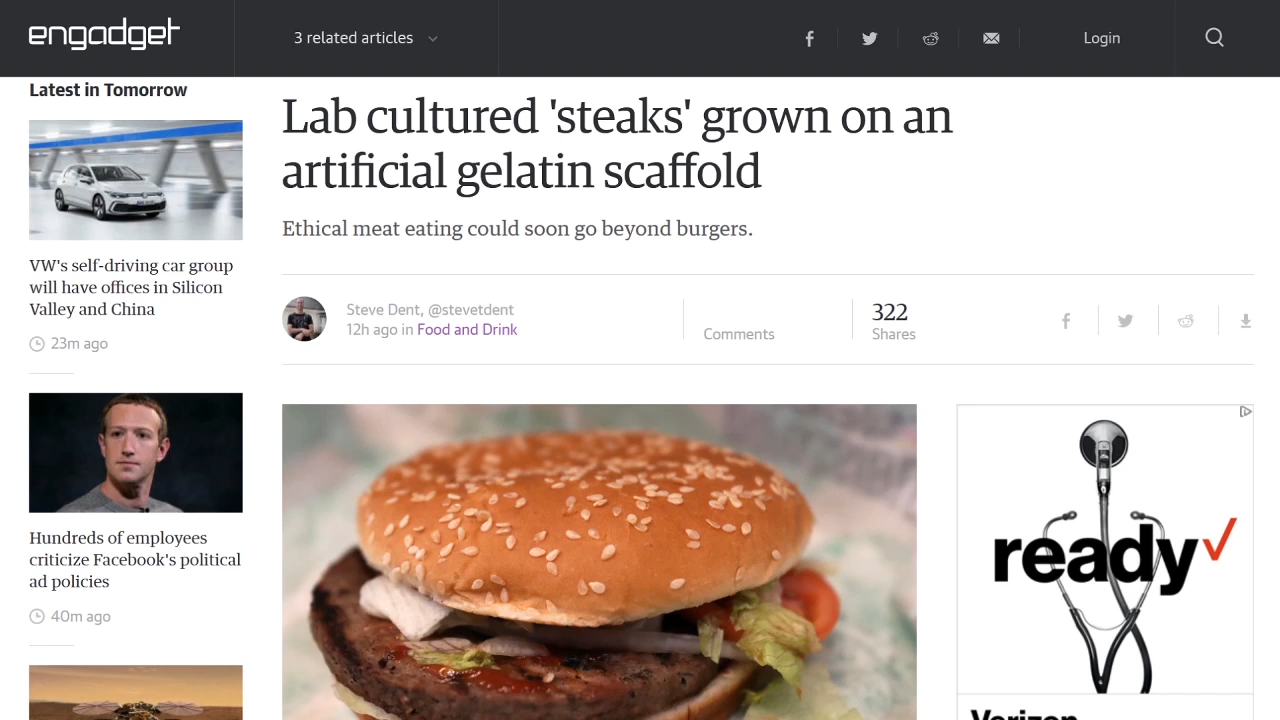 engadget
3 related articles
Login
Latest in Tomorrow
VW's self-driving car group
will have offices in Silicon
Valley and China
23m ago
Hundreds of employees
criticize Facebook's political
ad policies
40m ago
Lab cultured 'steaks' grown on an
artificial gelatin scaffold
Ethical meat eating could soon go beyond burgers.
Steve Dent, @stevetdent
12h ago in Food and Drink
Comments
322
Shares
ready
Verizon